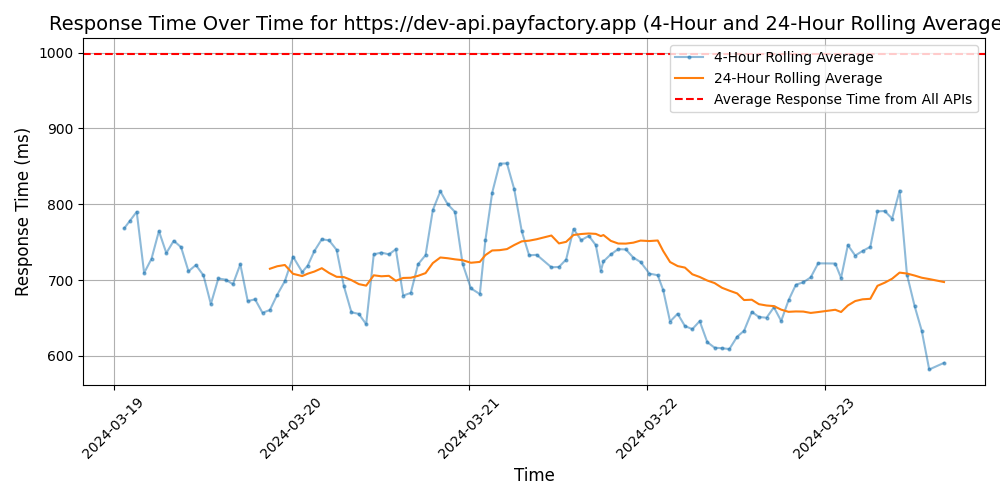 Response Time Over Time for https://dev-api.payfactory.app (4-Hour and 24-Hour Rolling Average
1000
900
800
700
600
Response Time (ms)
4-Hour Rolling Average
24-Hour Rolling Average
Average Response Time from All APIs
2024-03-19
2024-03-20
2024-03-21
2024-03-22
2024-03-23
Time